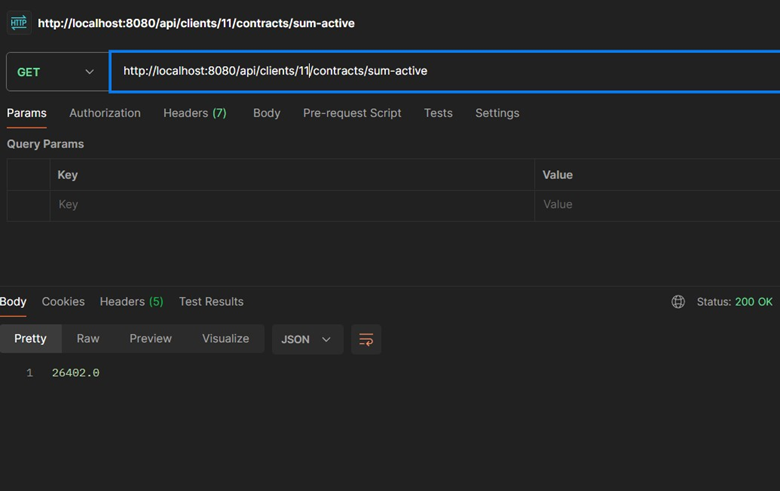 HTTP http://localhost:8080/api/clients/11/contracts/sum-active
GET http://localhost:8080/api/clients/11/contracts/sum-active
Params Authorization Headers (7) Body Pre-request Script Tests Settings
Query Params
Key Value
Key Value
Body Cookies Headers (5) Test Results Status: 200 OK
Pretty Raw Preview Visualize JSON
1 26402.0